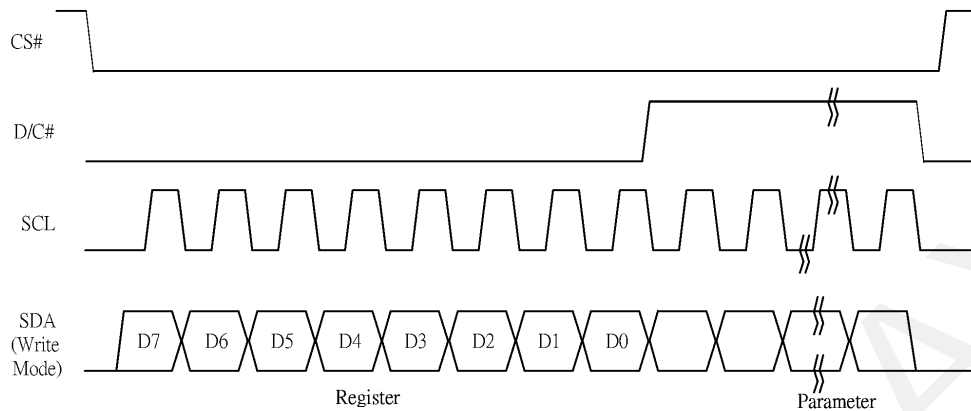 CS#
D/C#
SCL
SDA
(Write
Mode)
D7 D6 D5 D4 D3 D2 D1 D0
Register
Parameter